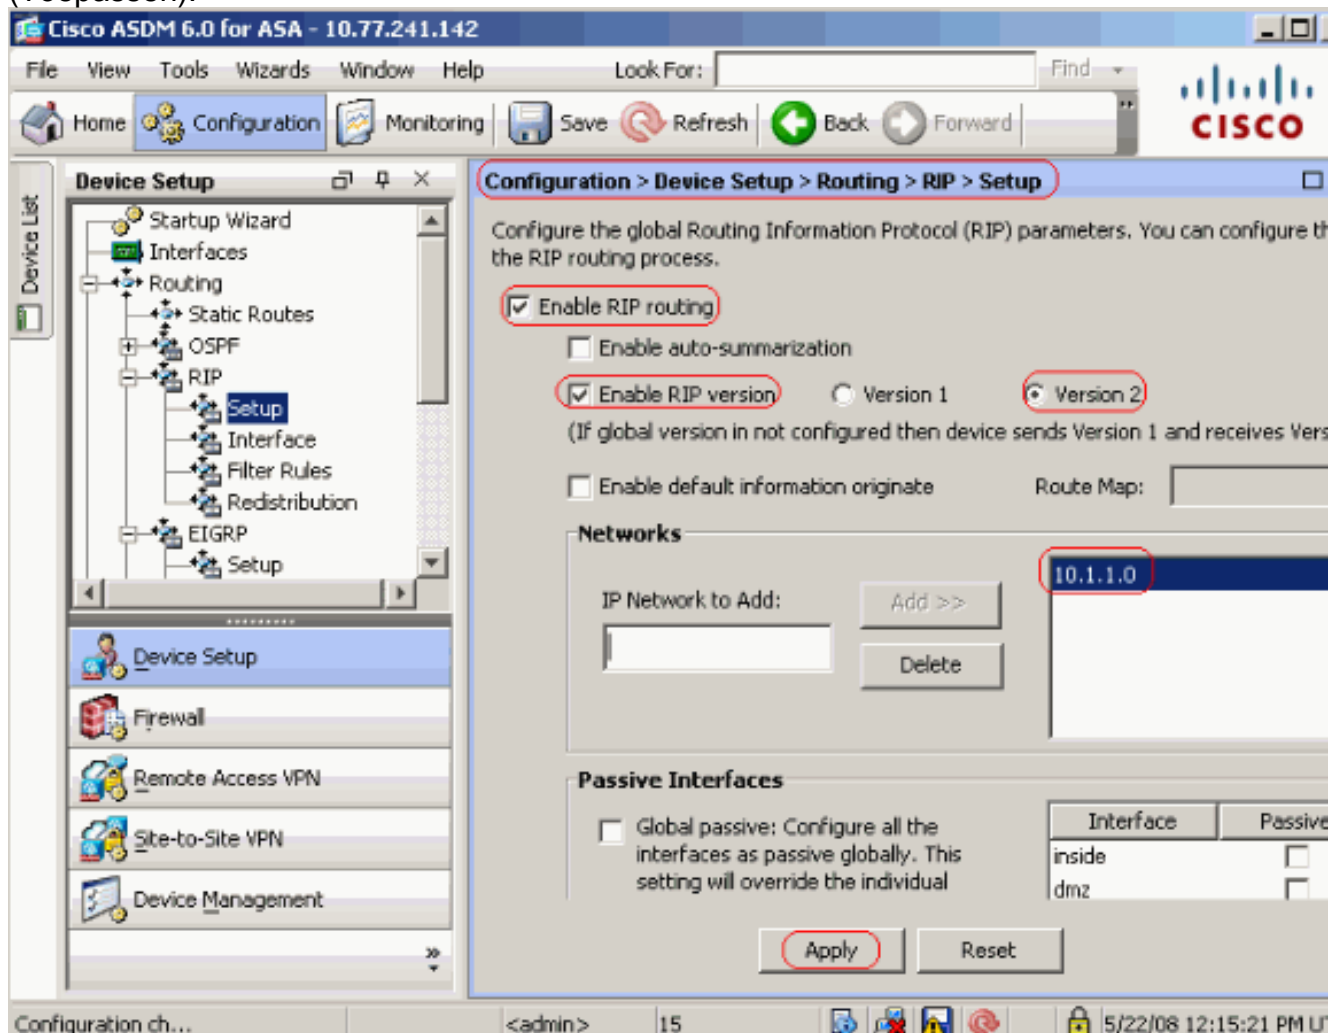 (Toepassen).
Cisco ASDM 6.0 for ASA - 10.77.241.142
File View Tools Wizards Window Help Look For: Find
Home Configuration Monitoring Save Refresh Back Forward
CISCO
Device List
Device Setup
Startup Wizard
Interfaces
Routing
Static Routes
OSPF
RIP
Setup
Interface
Filter Rules
Redistribution
EIGRP
Setup
Device Setup
Firewall
Remote Access VPN
Site-to-Site VPN
Device Management
Configuration > Device Setup > Routing > RIP > Setup
Configure the global Routing Information Protocol (RIP) parameters. You can configure th
the RIP routing process.
Enable RIP routing
Enable auto-summarization
Enable RIP version Version 1 Version 2
(If global version in not configured then device sends Version 1 and receives Vers
Enable default information originate Route Map:
Networks
IP Network to Add:
Add >>
Delete
10.1.1.0
Passive Interfaces
Global passive: Configure all the
interfaces as passive globally. This
setting will override the individual
Interface Passive
inside
dmz
Apply Reset
Configuration ch... <admin> 15 5/22/08 12:15:21 PM UT